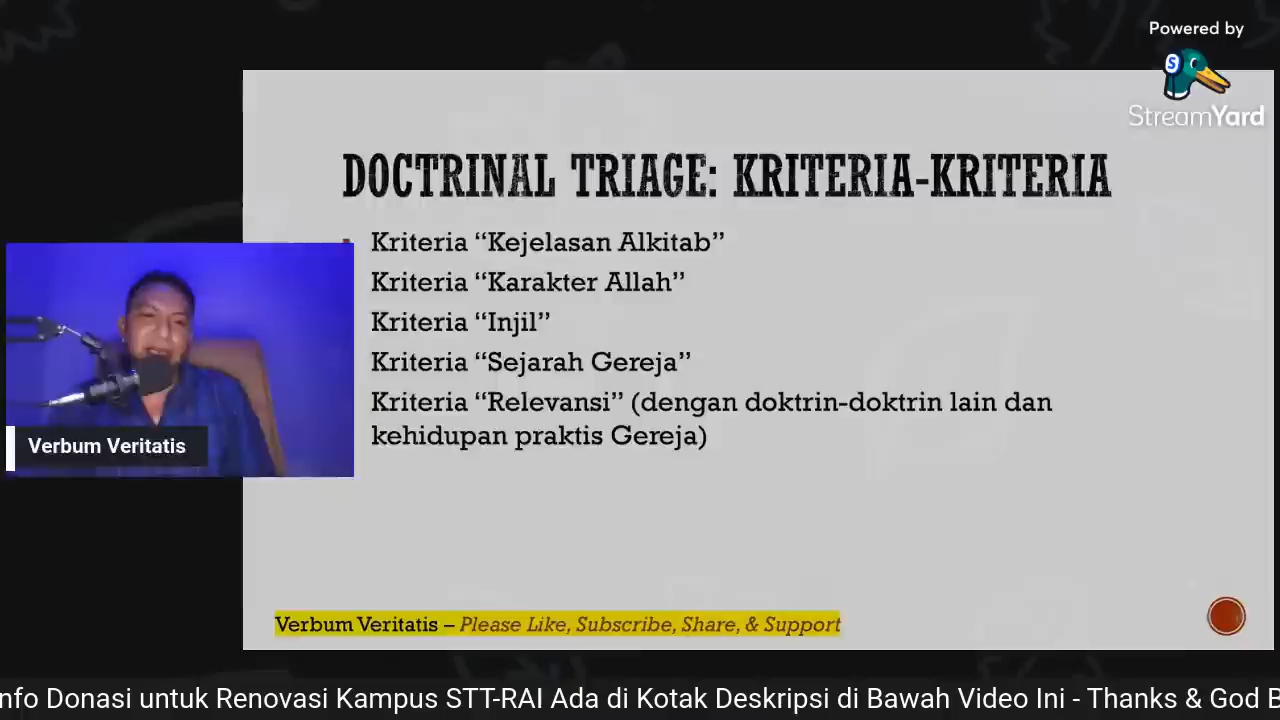 Powered by
StreamYard
DOCTRINAL TRIAGE: KRITERIA-KRITERIA
Kriteria “Kejelasan Alkitab”
Kriteria “Karakter Allah”
Kriteria “Injil”
Kriteria “Sejarah Gereja”
Kriteria “Relevansi” (dengan doktrin-doktrin lain dan
kehidupan praktis Gereja)
Verbum Veritatis
Verbum Veritatis – Please Like, Subscribe, Share, & Support
nfo Donasi untuk Renovasi Kampus STT-RAI Ada di Kotak Deskripsi di Bawah Video Ini - Thanks & God B